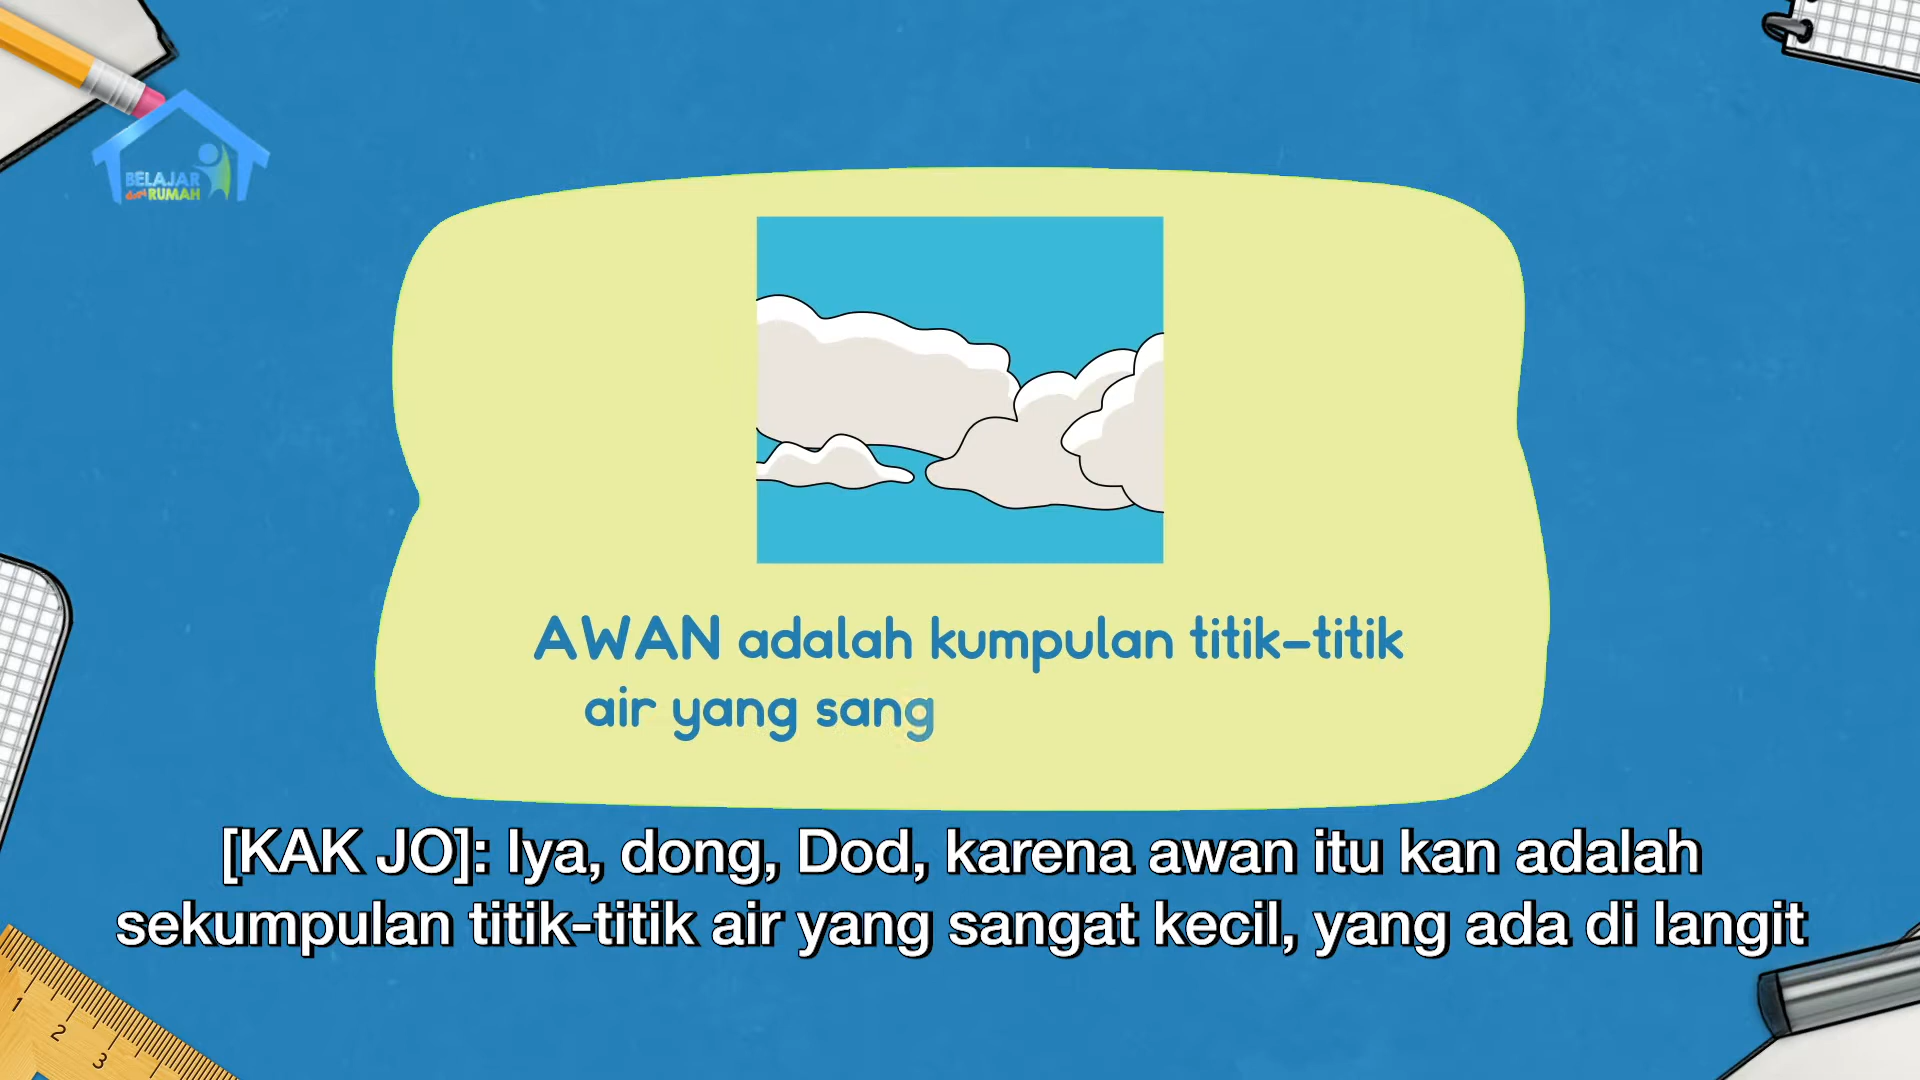 BELAJAR
dari RUMAH
AWAN adalah kumpulan titik-titik
air yang sang
[KAK JO]: Iya, dong, Dod, karena awan itu kan adalah
sekumpulan titik-titik air yang sangat kecil, yang ada di langit
1
2
3